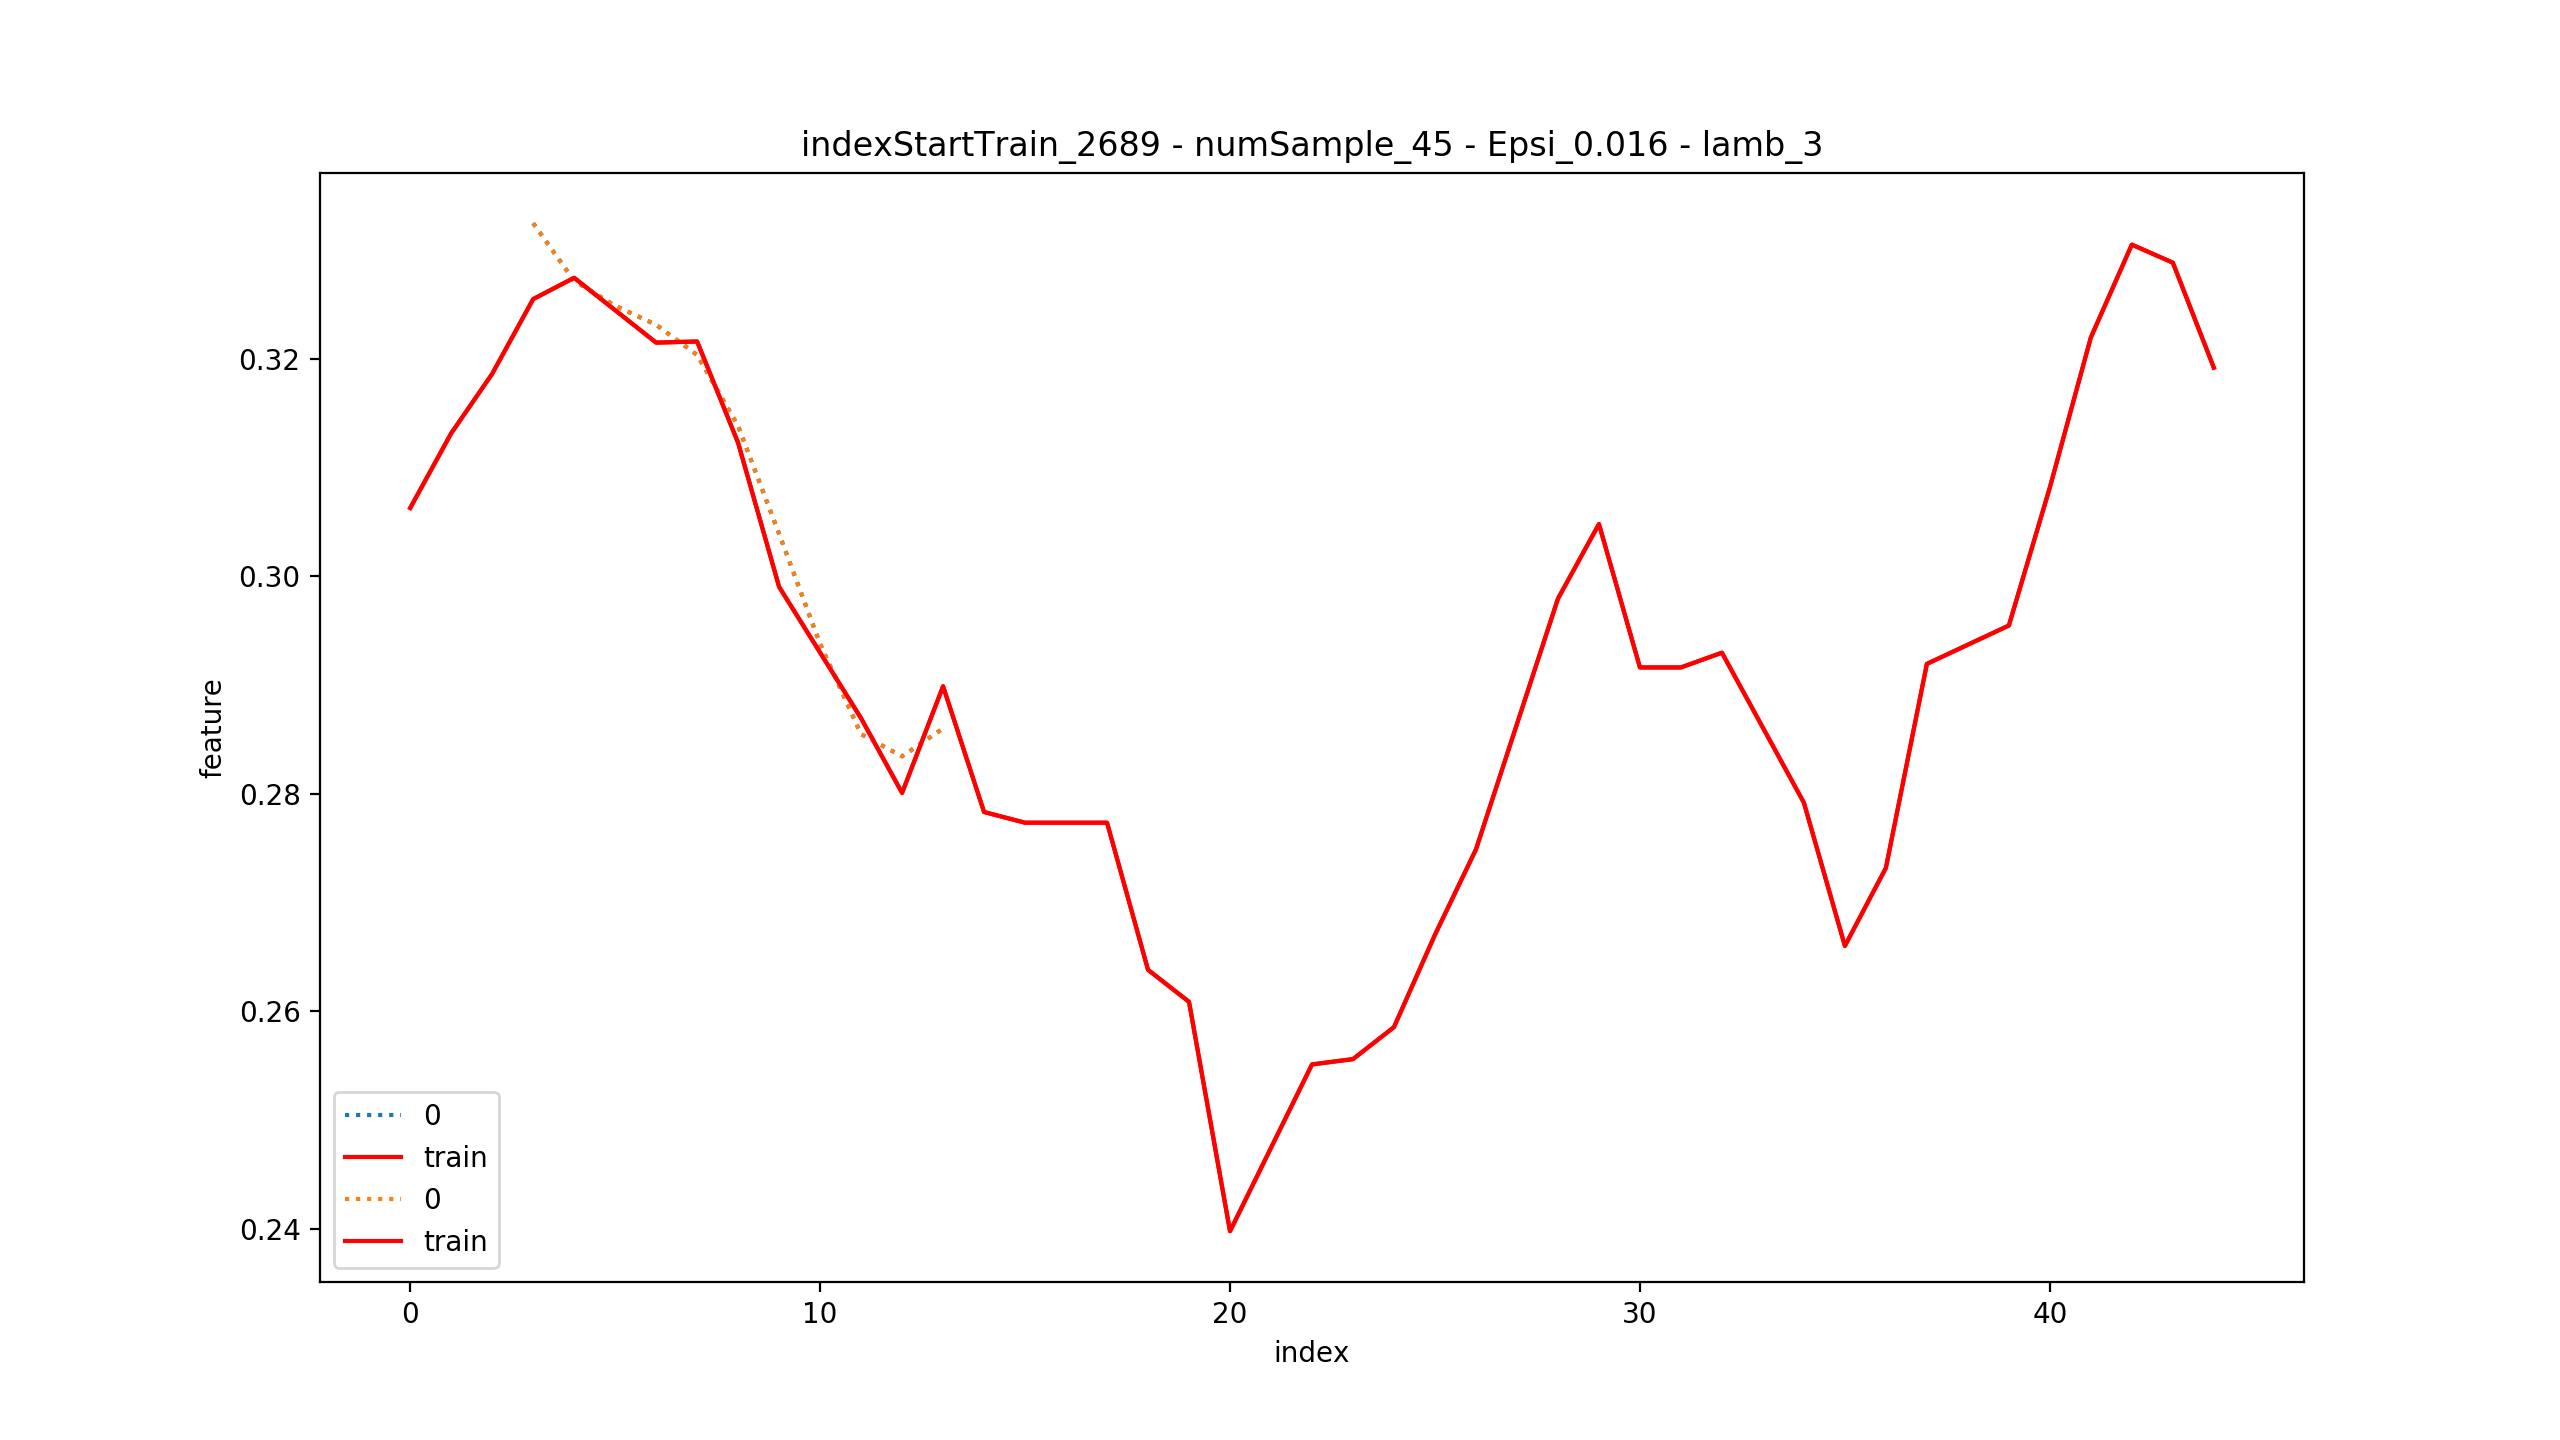 indexStartTrain_2689 - numSample_45 - Epsi_0.016 - lamb_3
feature
0.32
0.30
0.28
0.26
0.24
0
train
0
train
0 10 20 30 40
index